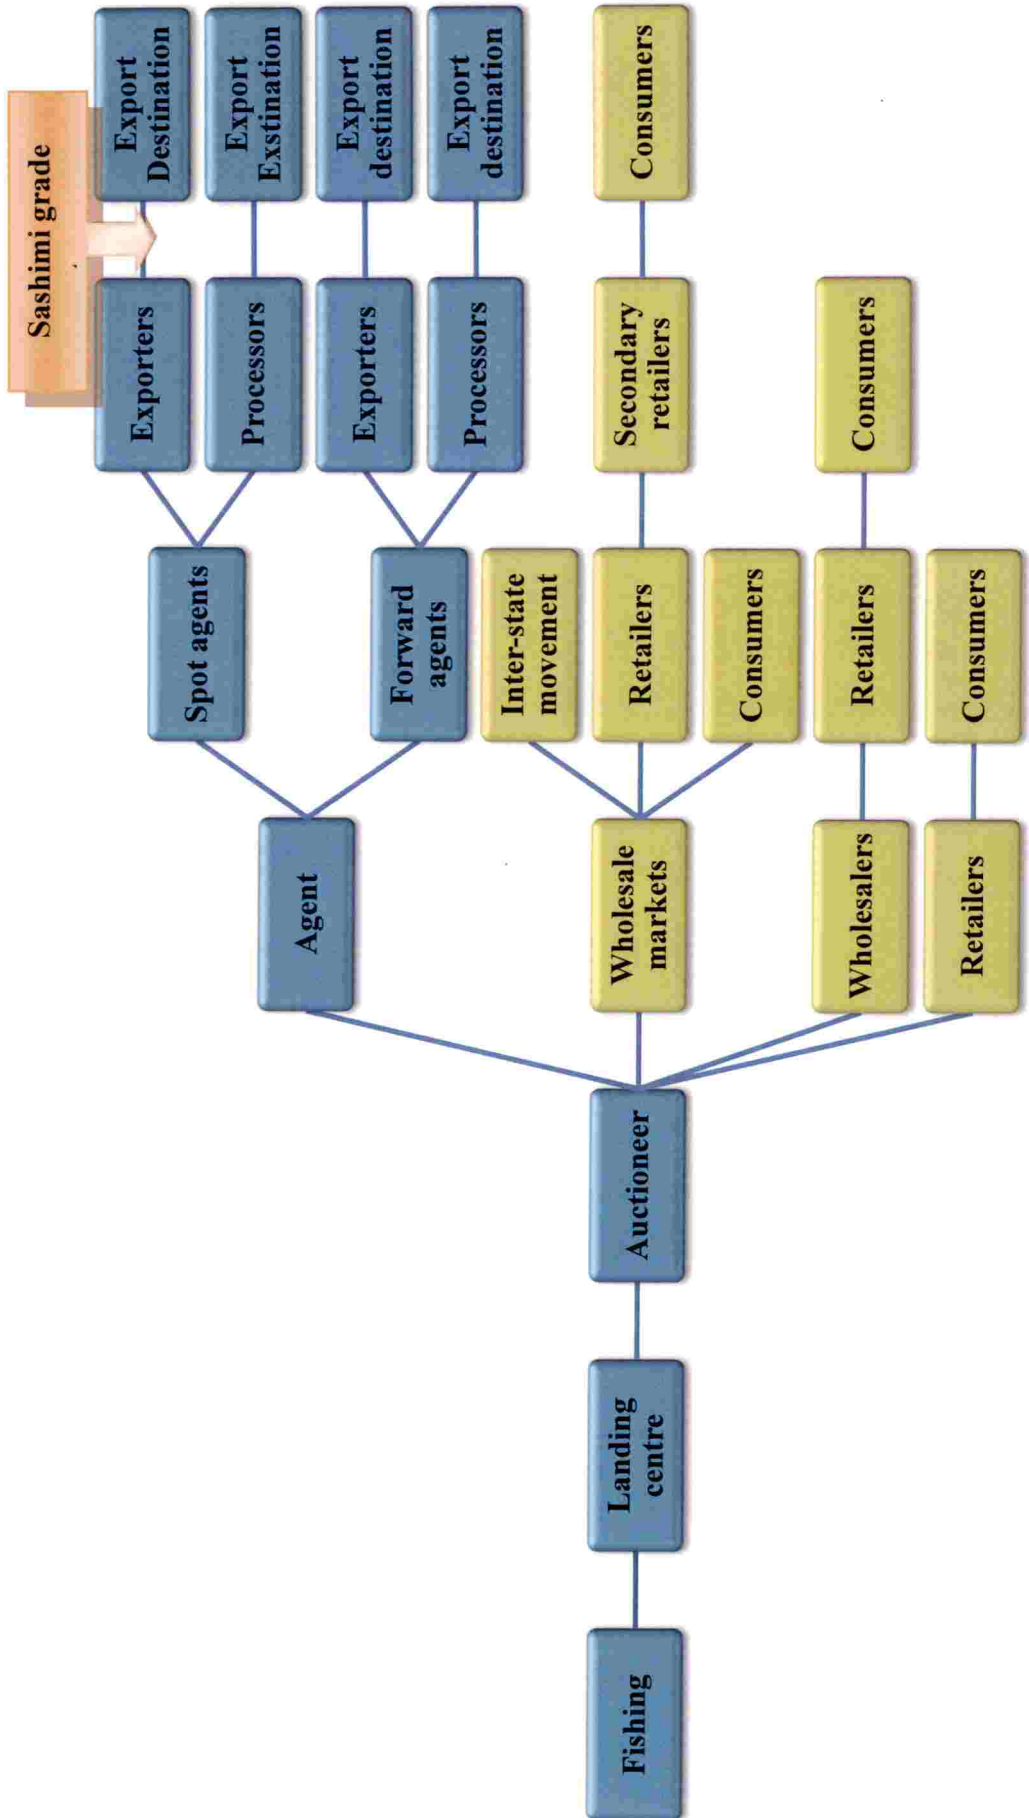 Sashimi grade
Fishing
Landing
centre
Auctioneer
Agent
Wholesale
markets
Wholesalers
Retailers
Spot agents
Forward
agents
Inter-state
movement
Retailers
Consumers
Retailers
Consumers
Exporters
Processors
Exporters
Processors
Secondary
retailers
Consumers
Export
Destination
Export
Exstination
Export
destination
Export
destination
Consumers